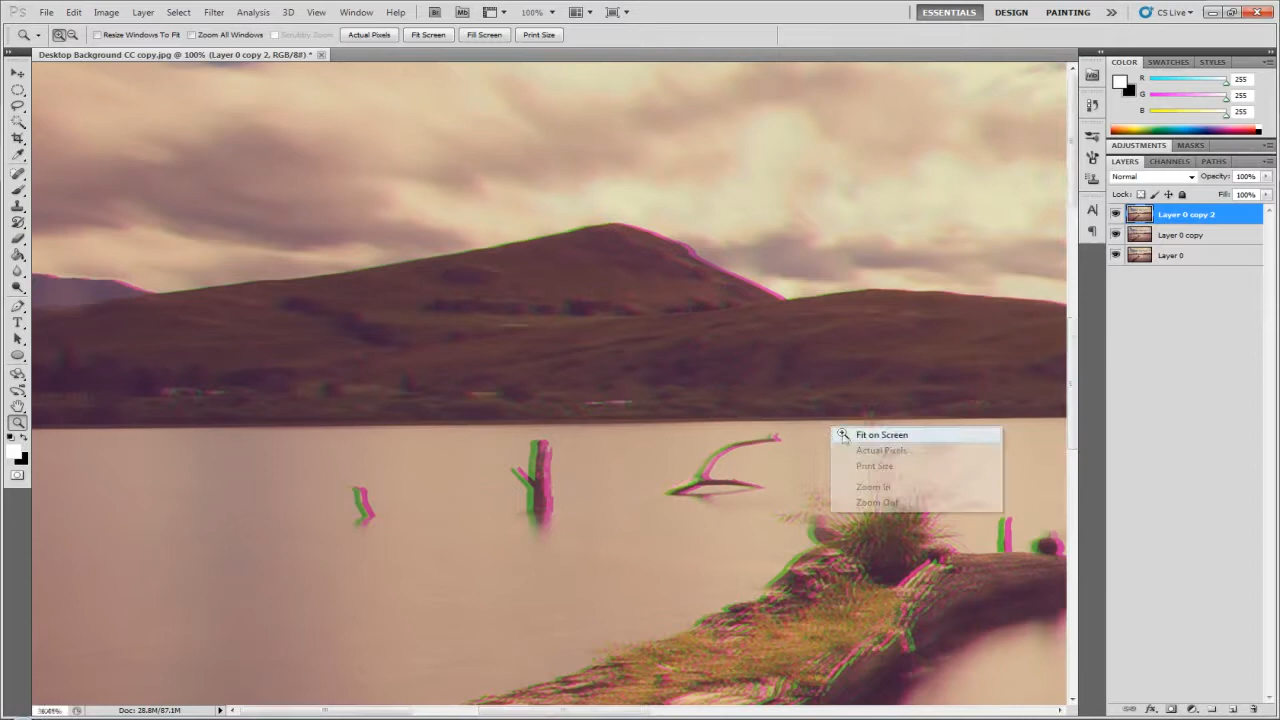 PS File Edit Image Layer Select Filter Analysis 3D View Window Help Br Mb 100% ESSENTIALS DESIGN PAINTING >> CS Live
Resize Windows To Fit Zoom All Windows Scrubby Zoom Actual Pixels Fit Screen Fill Screen Print Size
Desktop Background CC copy.jpg @ 100% (Layer 0 copy 2, RGB/8#) *
COLOR SWATCHES STYLES
R 255
G 255
B 255
ADJUSTMENTS MASKS
LAYERS CHANNELS PATHS
Normal Opacity: 100%
Lock: Fill: 100%
Layer 0 copy 2
Layer 0 copy
Layer 0
Fit on Screen
Actual Pixels
Print Size
Zoom In
Zoom Out
Doc: 28.8M/87.1M